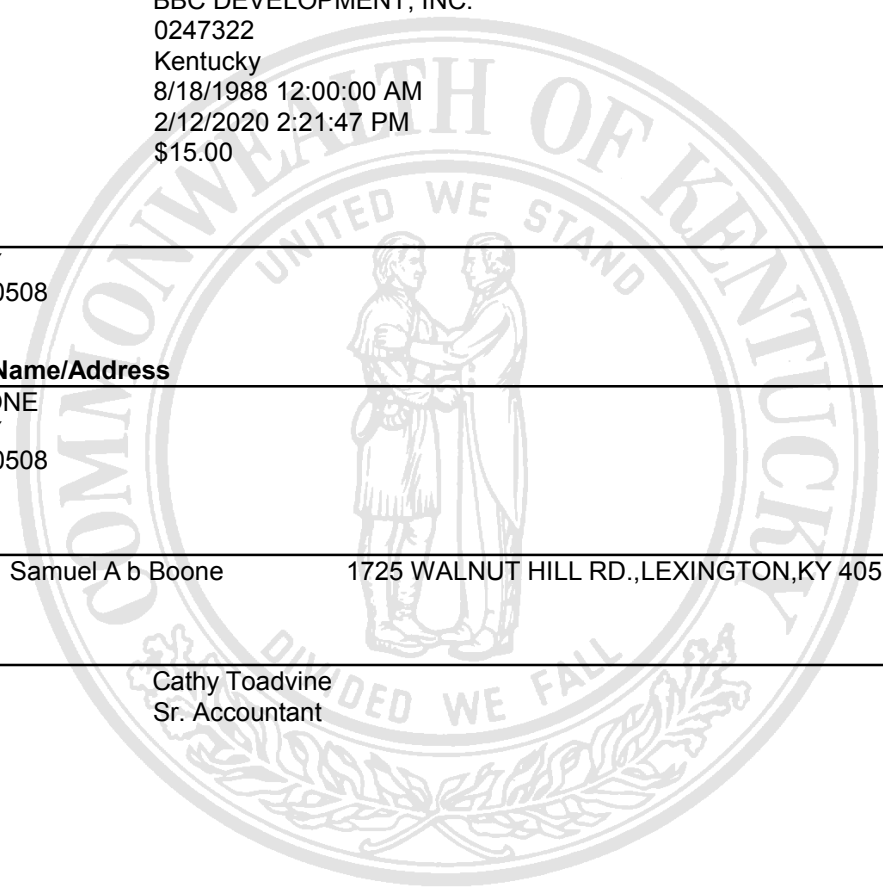 BBC DEVELOPMENT, INC.
0247322
Kentucky
8/18/1988 12:00:00 AM
2/12/2020 2:21:47 PM
$15.00
0508
Name/Address
ONE
0508
Samuel A b Boone 1725 WALNUT HILL RD.,LEXINGTON,KY 405
Cathy Toadvine
Sr. Accountant
COMMONWEALTH OF KENTUCKY
UNITED WE STAND
DIVIDED WE FALL